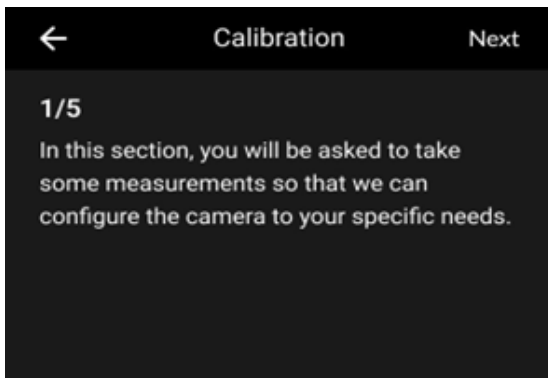 Calibration Next
1/5
In this section, you will be asked to take
some measurements so that we can
configure the camera to your specific needs.